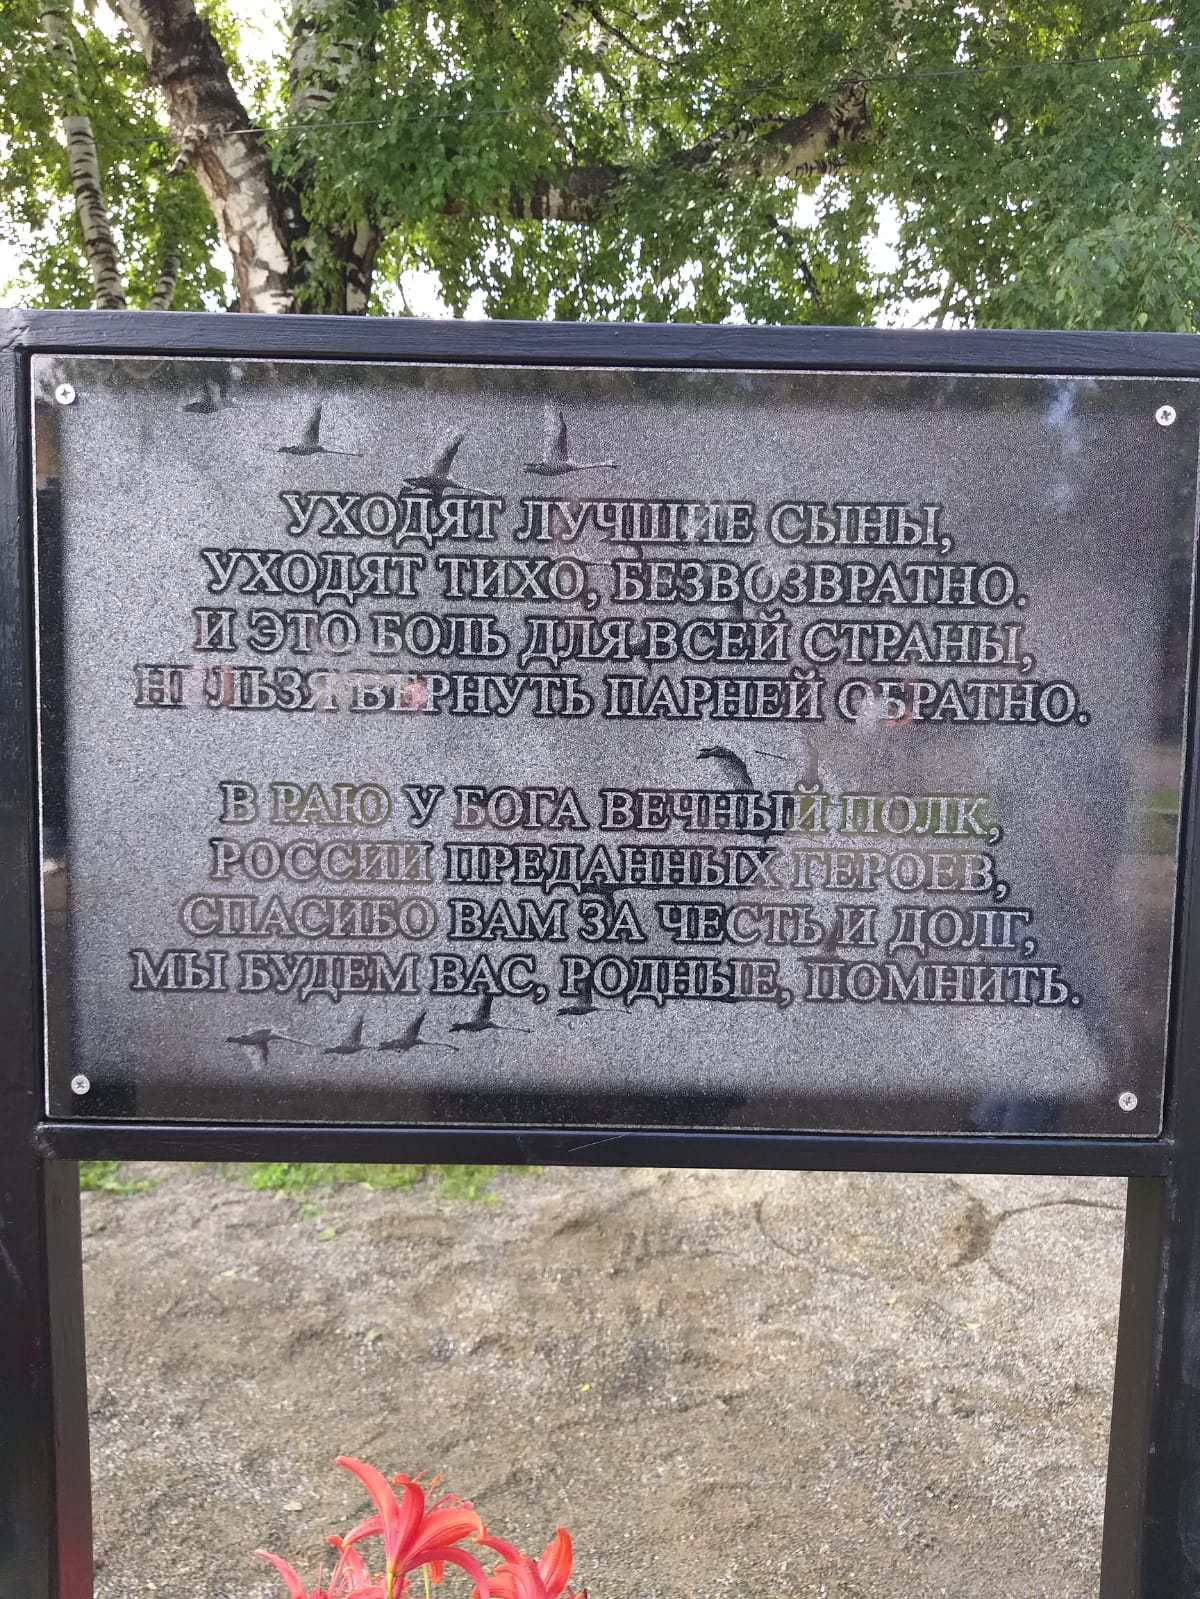 УХОДЯТ ЛУЧШИЕ СЫНЫ,
УХОДЯТ ТИХО, БЕЗВОЗВРАТНО.
И ЭТО БОЛЬ ДЛЯ ВСЕЙ СТРАНЫ,
НЕЛЬЗЯ ВЕРНУТЬ ПАРНЕЙ ОБРАТНО.
В РАЮ У БОГА ВЕЧНЫЙ ПОЛК,
РОССИИ ПРЕДАННЫХ ГЕРОЕВ,
СПАСИБО ВАМ ЗА ЧЕСТЬ И ДОЛГ,
МЫ БУДЕМ ВАС, РОДНЫЕ, ПОМНИТЬ.